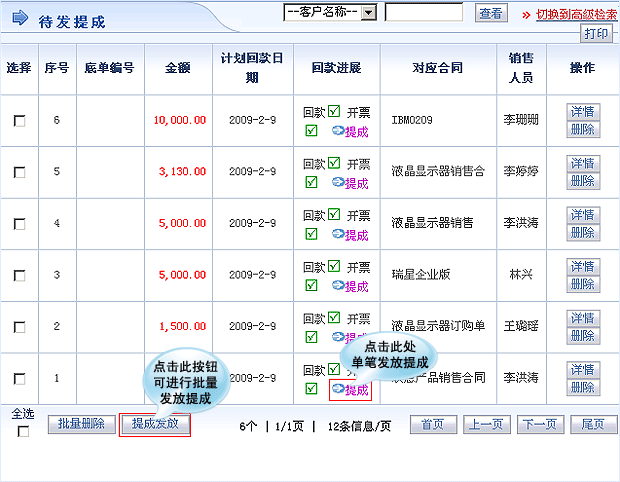 待发提成
--客户名称-- 查看 » 切换到高级检索
打印
选择 序号 底单编号 金额 计划回款日期 回款进展 对应合同 销售人员 操作
6 10,000.00 2009-2-9 回款 开票 提成 IBM0209 李珊珊 详情 删除
5 3,130.00 2009-2-9 回款 开票 提成 液晶显示器销售合 李婷婷 详情 删除
4 5,000.00 2009-2-9 回款 开票 提成 液晶显示器销售 李洪涛 详情 删除
3 5,000.00 2009-2-9 回款 开票 提成 瑞星企业版 林兴 详情 删除
2 1,500.00 2009-2-9 回款 开票 提成 液晶显示器订购单 王璐瑶 详情 删除
1 2009-2-9 回款 提成 产品销售合同 李洪涛 详情 删除
点击此按钮
可进行批量
发放提成
点击此处
单笔发放提成
全选 批量删除 提成发放 6个 | 1/1页 | 12条信息/页 首页 上一页 下一页 尾页